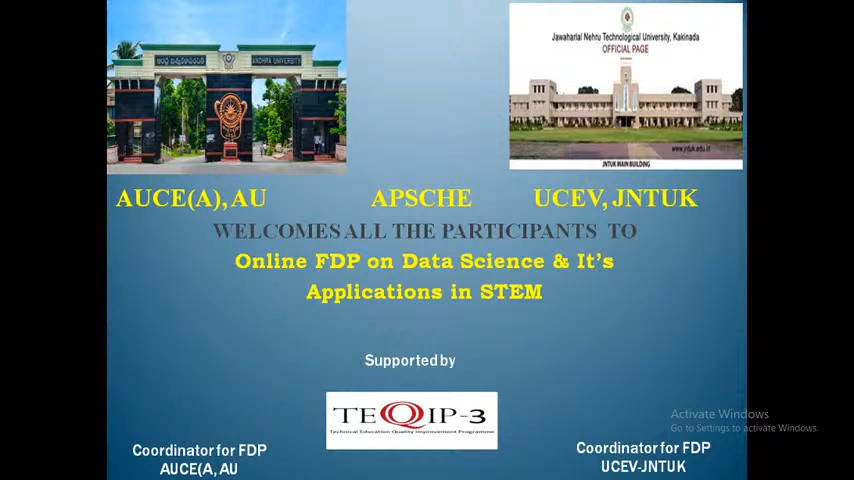 ANDHRA UNIVERSITY
Jawaharlal Nehru Technological University, Kakinada
OFFICIAL PAGE
www.jntuk.edu.in
JNTUK MAIN BUILDING
AUCE(A), AU
APSCHE
UCEV, JNTUK
WELCOMES ALL THE PARTICIPANTS TO
Online FDP on Data Science & It's
Applications in STEM
Supported by
TEQIP-3
Technical Education Quality Improvement Programme
Activate Windows
Go to Settings to activate Windows.
Coordinator for FDP
AUCE(A, AU
Coordinator for FDP
UCEV-JNTUK